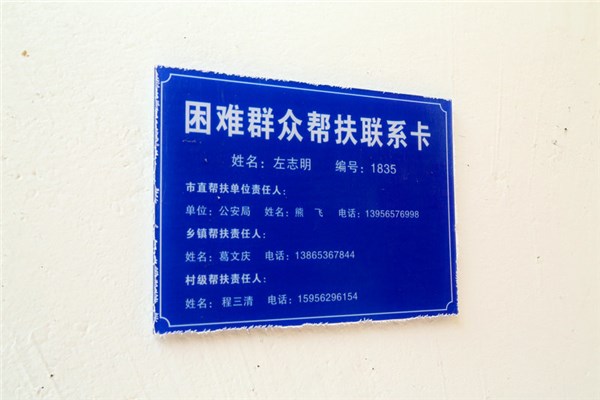 困难群众帮扶联系卡
姓名：左志明 编号：1835
市直帮扶单位责任人：
单位：公安局 姓名：熊 飞 电话：13956576998
乡镇帮扶责任人：
姓名：葛文庆 电话：13865367844
村级帮扶责任人：
姓名：程三清 电话：15956296154